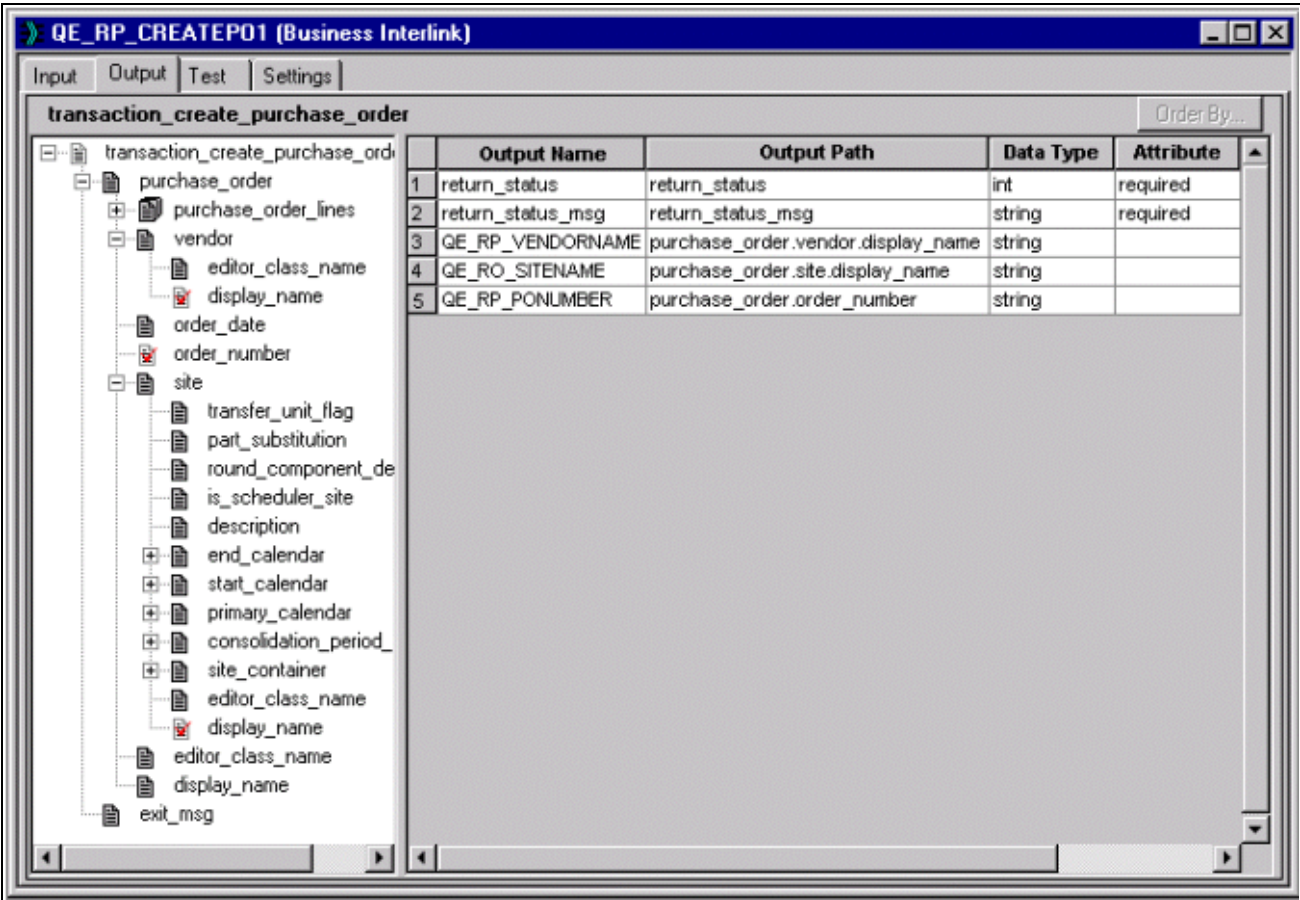 QE_RP_CREATEPO1 (Business Interlink)
Input Output Test Settings
transaction_create_purchase_order Order By...
transaction_create_purchase_ord
purchase_order
purchase_order_lines
vendor
editor_class_name
display_name
order_date
order_number
site
transfer_unit_flag
part_substitution
round_component_de
is_scheduler_site
description
end_calendar
start_calendar
primary_calendar
consolidation_period_
site_container
editor_class_name
display_name
editor_class_name
display_name
exit_msg
Output Name Output Path Data Type Attribute
1 return_status return_status int required
2 return_status_msg return_status_msg string required
3 QE_RP_VENDORNAME purchase_order.vendor.display_name string
4 QE_RO_SITENAME purchase_order.site.display_name string
5 QE_RP_PONUMBER purchase_order.order_number string